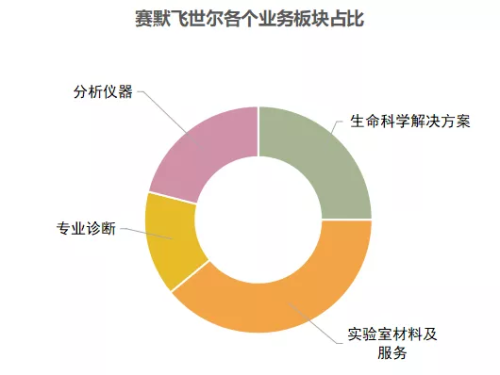 赛默飞世尔各个业务板块占比
分析仪器
生命科学解决方案
专业诊断
实验室材料及
服务